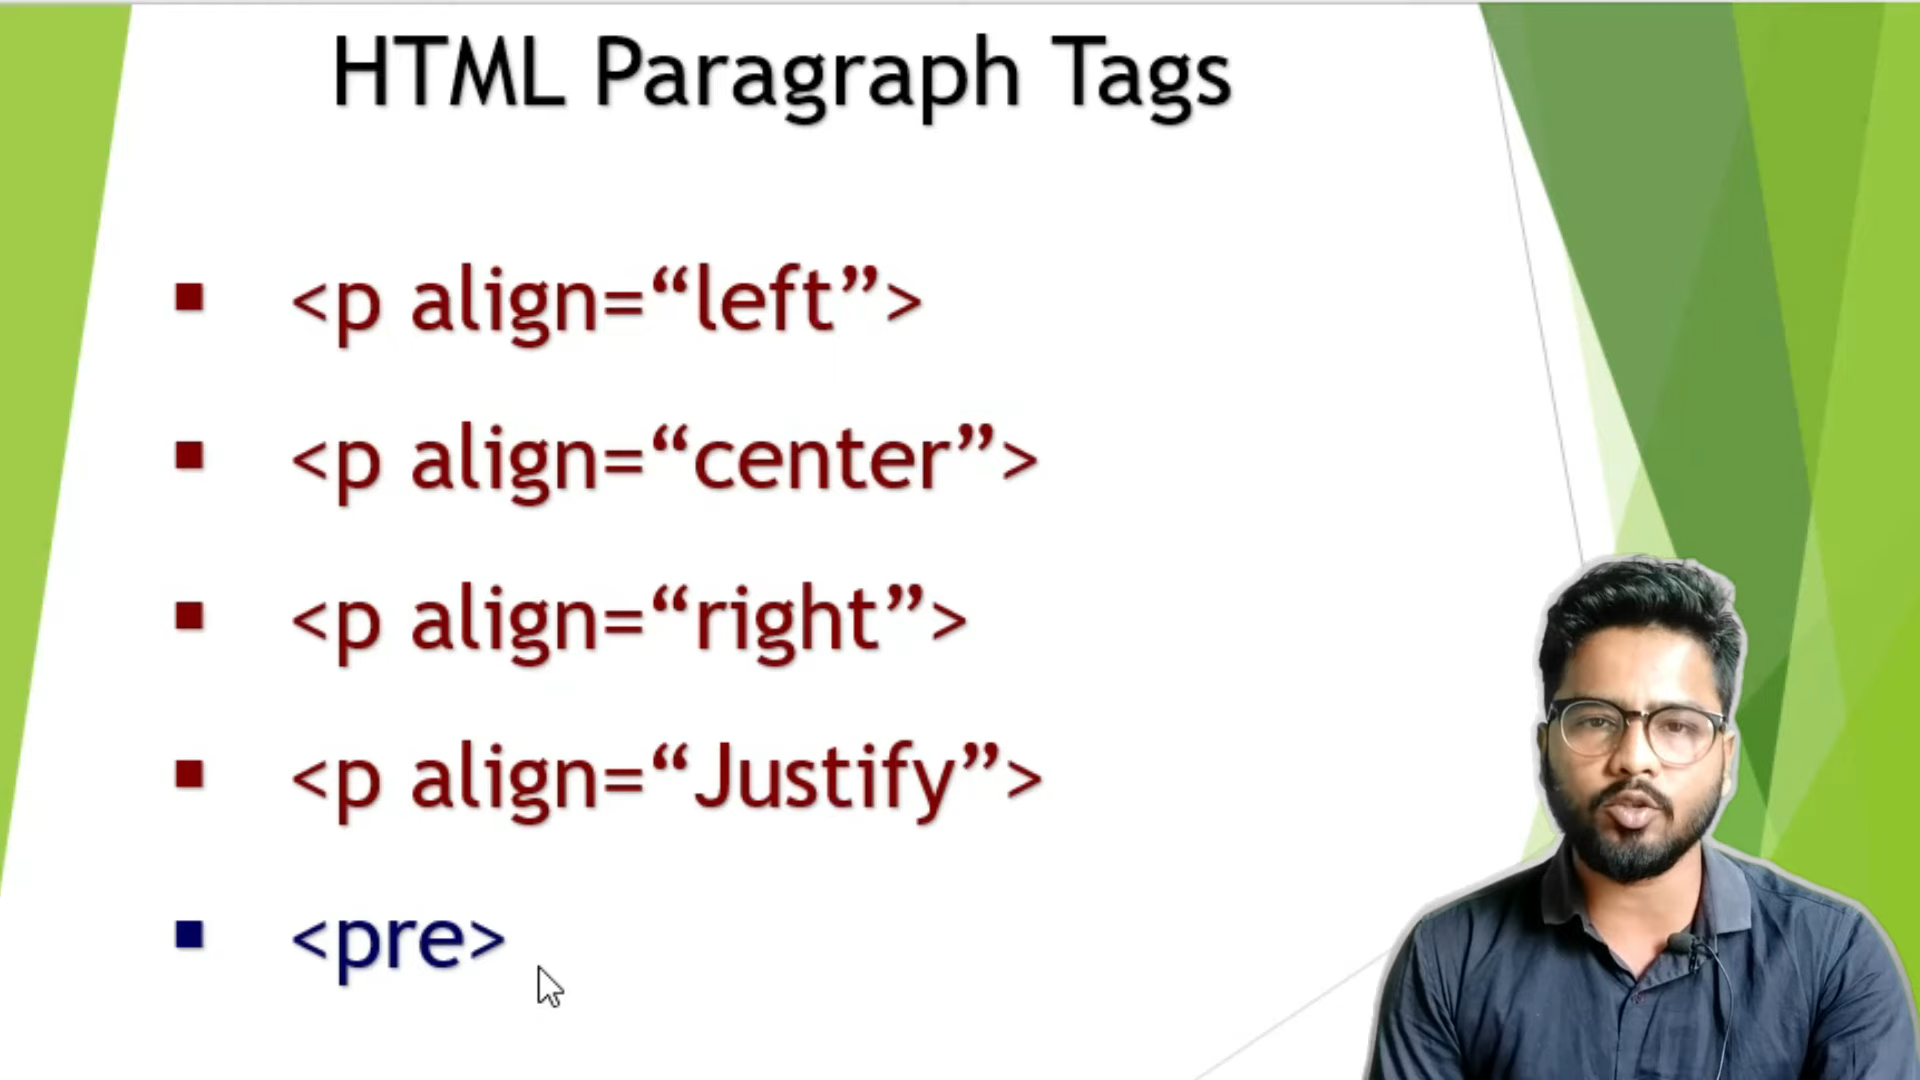 HTML Paragraph Tags
<p align=“left”>
<p align=“center”>
<p align=“right”>
<p align=“Justify”>
<pre>